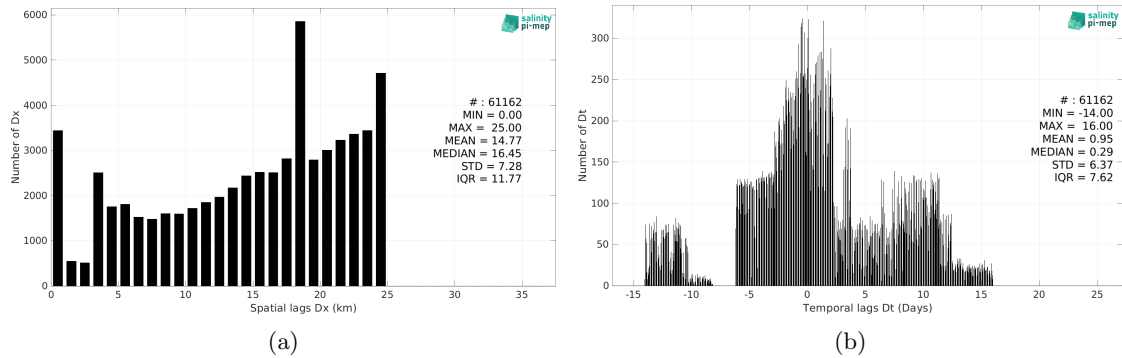 6000
5000
4000
3000
2000
1000
0
Number of Dx
0 5 10 15 20 25 30 35
Spatial lags Dx (km)
salinity
pi-mep
# : 61162
MIN = 0.00
MAX = 25.00
MEAN = 14.77
MEDIAN = 16.45
STD = 7.28
IQR = 11.77
(a)
300
250
200
150
100
50
0
Number of Dt
-15 -10 -5 0 5 10 15 20 25
Temporal lags Dt (Days)
salinity
pi-mep
# : 61162
MIN = -14.00
MAX = 16.00
MEAN = 0.95
MEDIAN = 0.29
STD = 6.37
IQR = 7.62
(b)